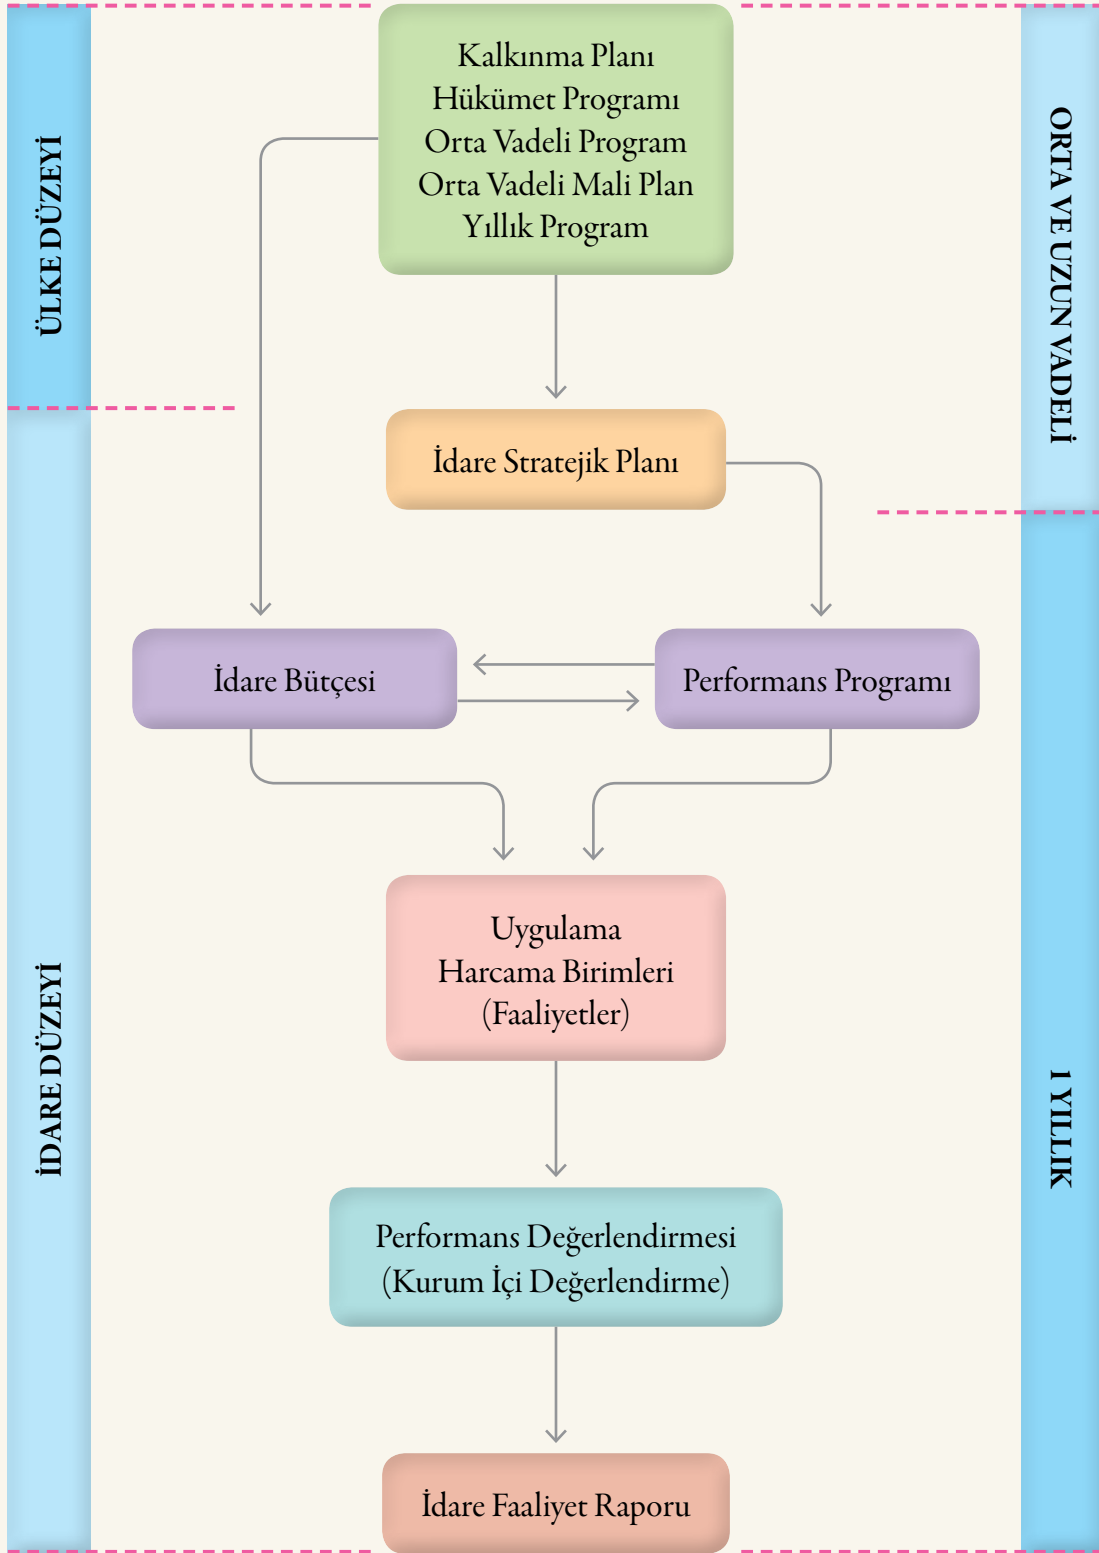 ÜLKE DÜZEYİ
ORTA VE UZUN VADELİ
Kalkınma Planı
Hükümet Programı
Orta Vadeli Program
Orta Vadeli Mali Plan
Yıllık Program
İdare Stratejik Planı
İDARE DÜZEYİ
1 YILLIK
İdare Bütçesi
Performans Programı
Uygulama
Harcama Birimleri
(Faaliyetler)
Performans Değerlendirmesi
(Kurum İçi Değerlendirme)
İdare Faaliyet Raporu